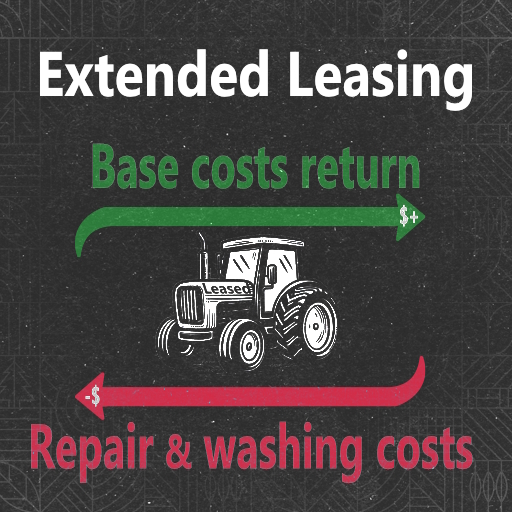 Extended Leasing
Base costs return
$+
Leased
-$
Repair & washing costs